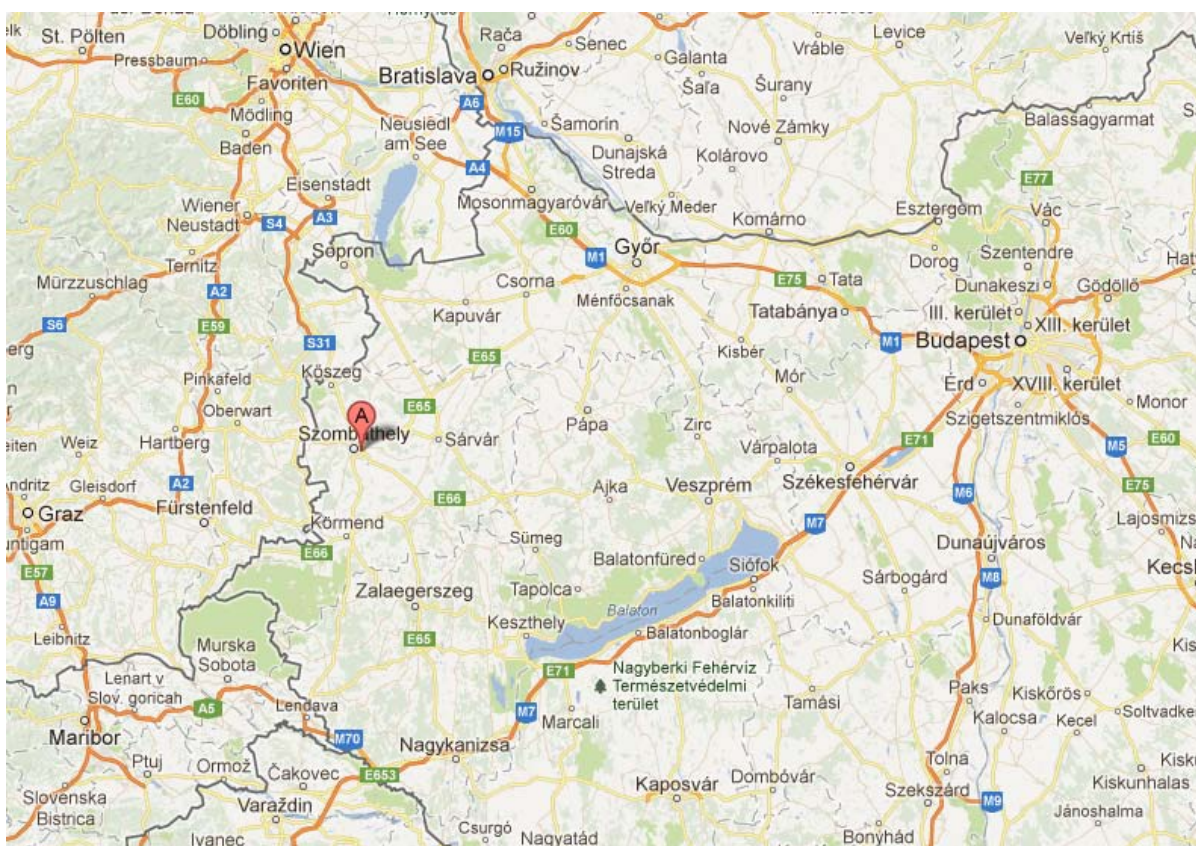 St. Pölten
Döbling
Wien
Pressbaum
Favoriten
E60
Mödling
Baden
Rača
Senec
Bratislava
Ružinov
A6
Neusiedl
am See
M15
A4
Šamorín
Galanta
Šaľa
Šurany
Vráble
Levice
Veľký Krtíš
Nové Zámky
Kolárovo
Dunajská
Streda
Balassagyarmat
Eisenstadt
Wiener
Neustadt
S4
A3
Mosonmagyaróvár
Veľký Meder
Komárno
Esztergom
E77
Vác
Sopron
E60
M1
Győr
Ternitz
Mürzzuschlag
A2
Csorna
Ménfőcsanak
E75
Tata
Dorog
Szentendre
Dunakeszi
Gödöllő
Hatv
S6
E59
S31
Kapuvár
Tatabánya
III. kerület
XIII. kerület
E65
Kisbér
M1
Budapest
Pinkafeld
Kőszeg
Mór
Érd
XVIII. kerület
Oberwart
A
E65
Pápa
Zirc
Szigetszentmiklós
Monor
Weiz
Hartberg
Szombathely
Sárvár
Várpalota
E71
M5
E60
Gleisdorf
A2
E66
Ajka
Veszprém
Székesfehérvár
M6
E75
Graz
Fürstenfeld
Körmend
M7
Lajosmizs
E66
Sümeg
Balatonfüred
Siófok
Dunaújváros
Kecsk
E57
A9
Zalaegerszeg
Tapolca
Balaton
Balatonkiliti
Sárbogárd
M8
Leibnitz
Murska
Sobota
E65
Keszthely
Balatonboglár
Dunaföldvár
Lenart v
Slov. goricah
E71
Nagyberki Fehérvíz
Természetvédelmi
terület
Tamási
Paks
Kiskőrös
A5
Lendava
M7
Marcali
Kalocsa
Kecel
Soltvadke
Maribor
M70
Nagykanizsa
Ptuj
Ormož
Čakovec
E653
Tolna
Kaposvár
Dombóvár
Kiskunhalas
Slovenska
Bistrica
Varaždin
Szekszárd
M9
Jánoshalma
Ivanec
Csurgó
Nagyatád
Bonyhád